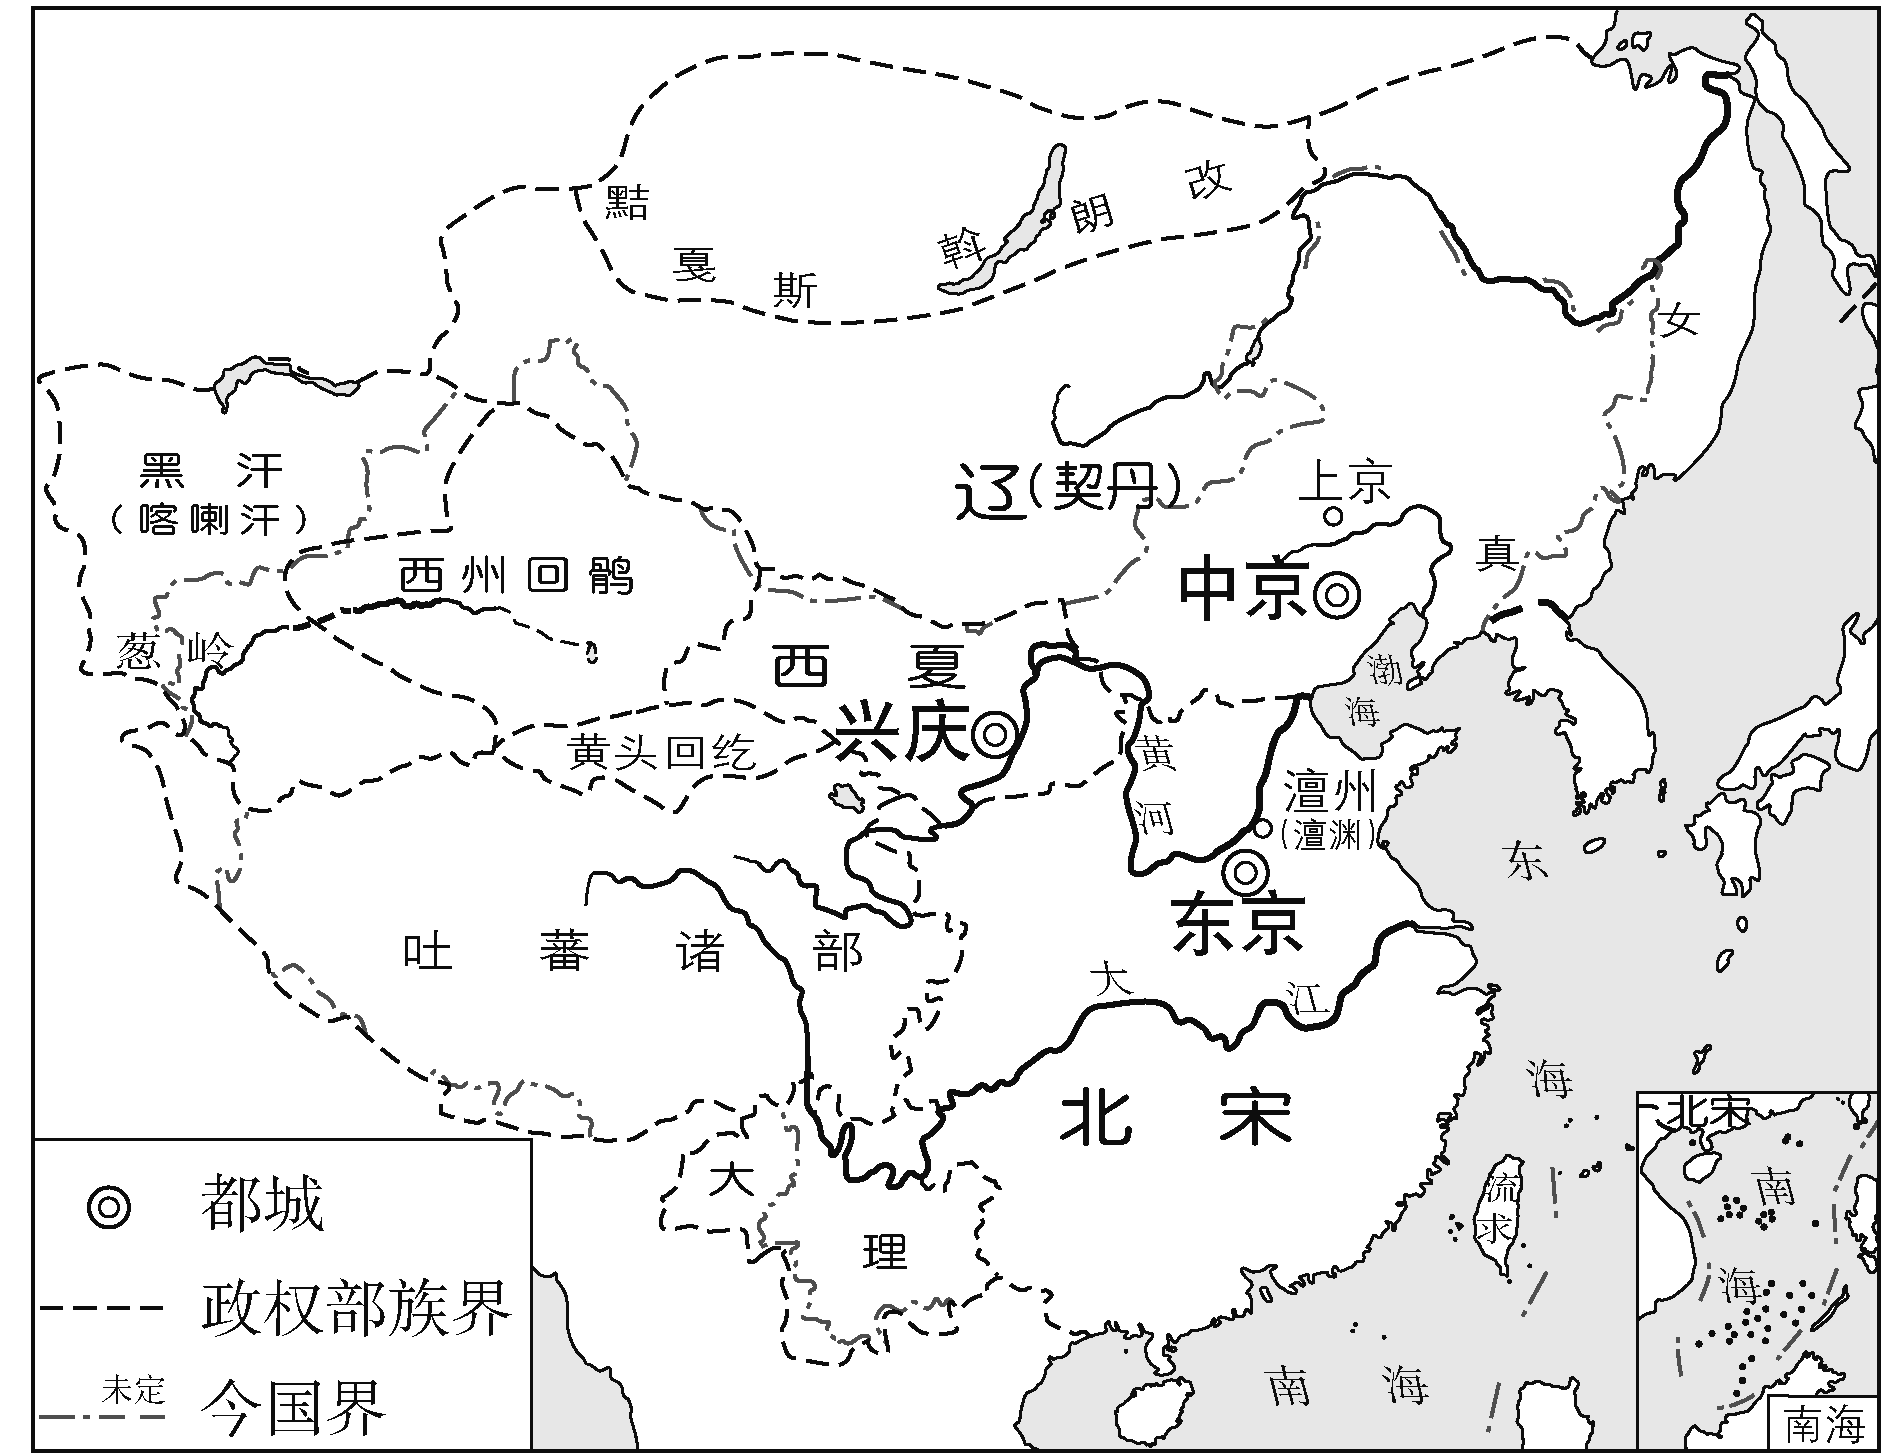 黠戛斯
斡朗改
女真
黑汗
(喀喇汗)
辽(契丹)
上京
西州回鹘
中京
葱岭
西夏
渤海
兴庆
黄头回纥
黄河
澶州
(澶渊)
东京
东海
吐蕃诸部
大江
北宋
流求
大理
南海
都城
政权部族界
未定
今国界
北宋
南海
南海